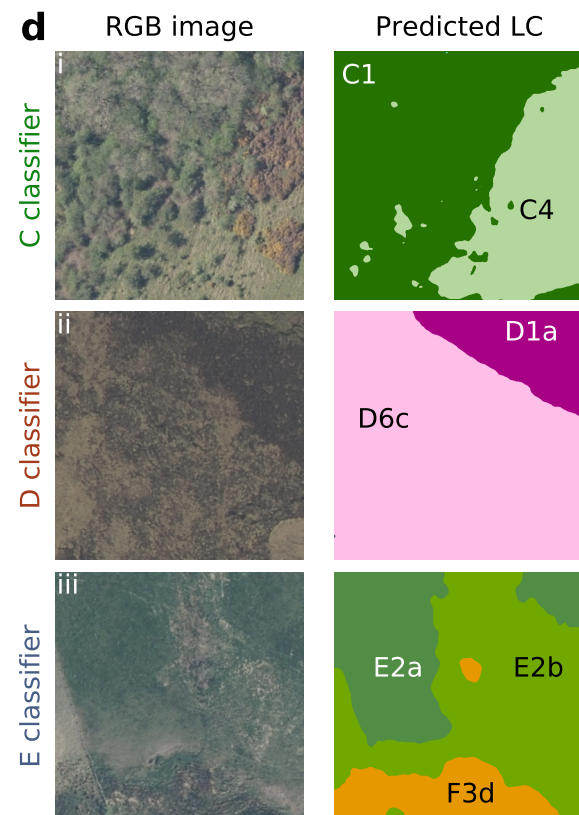 d
RGB image
Predicted LC
C classifier
i
C1
C4
D classifier
ii
D1a
D6c
E classifier
iii
E2a
E2b
F3d